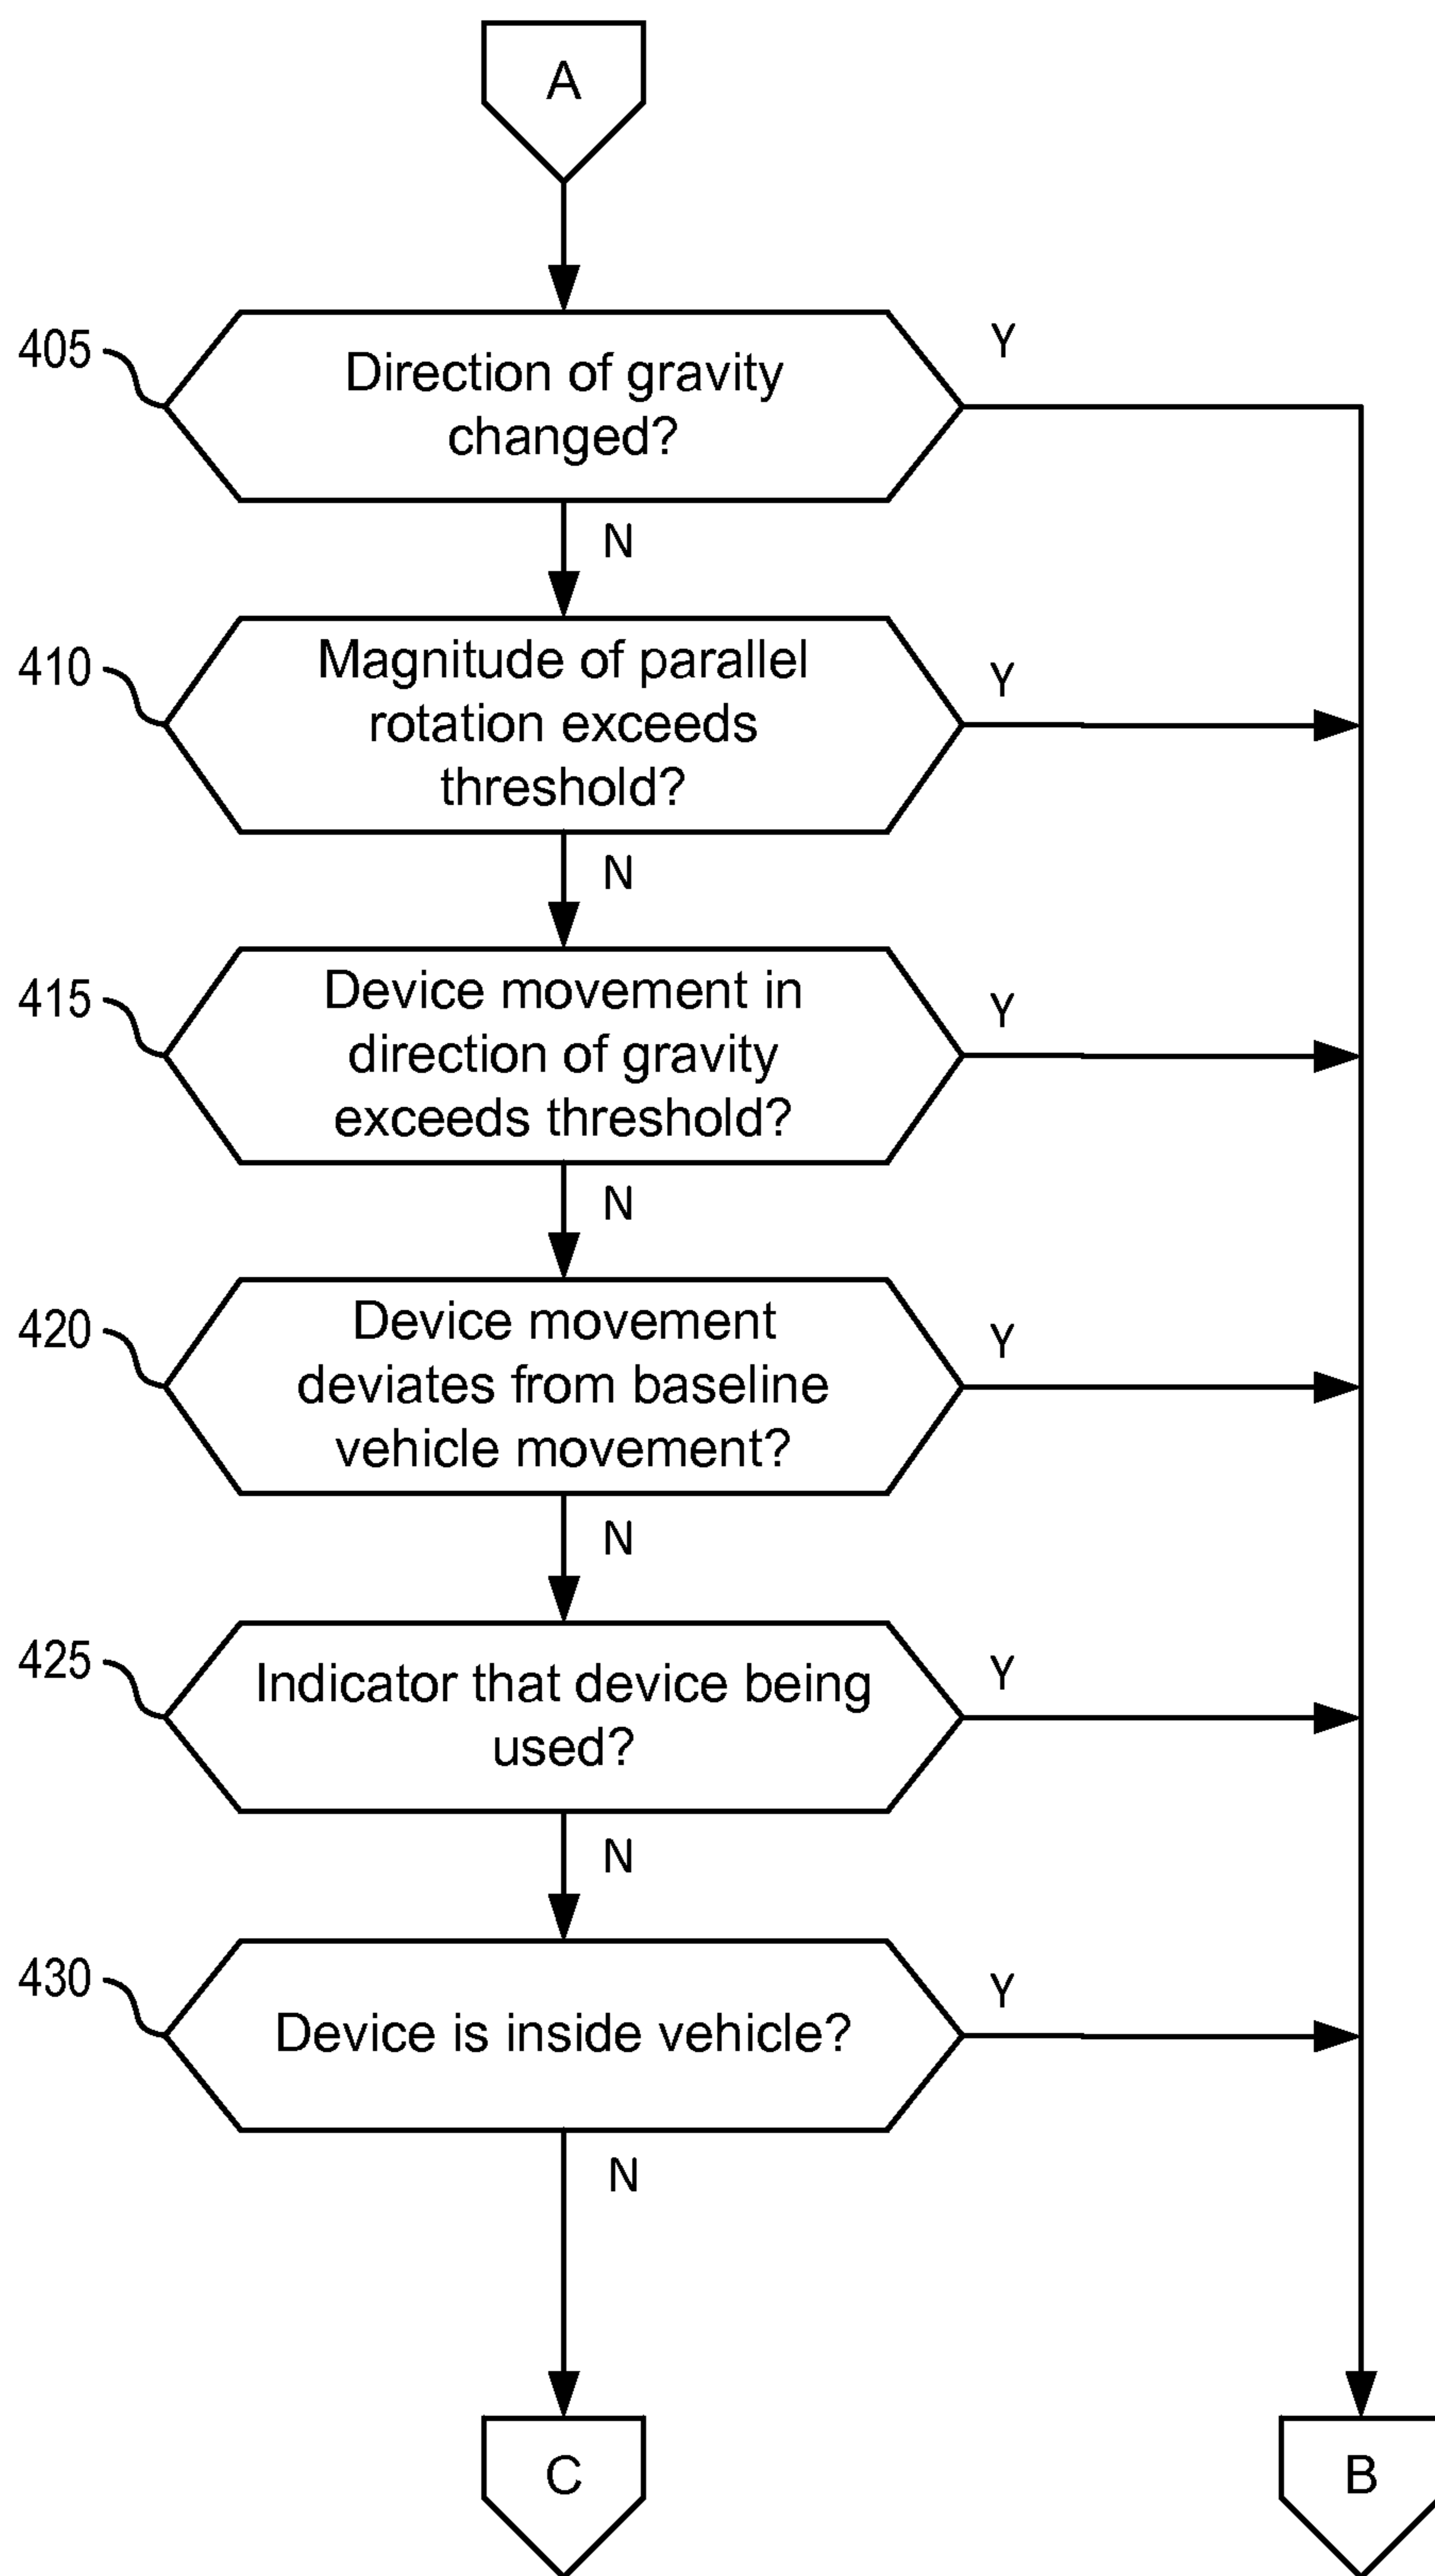 A
405
Direction of gravity
changed?
Y
N
410
Magnitude of parallel
rotation exceeds
threshold?
Y
N
415
Device movement in
direction of gravity
exceeds threshold?
Y
N
420
Device movement
deviates from baseline
vehicle movement?
Y
N
425
Indicator that device being
used?
Y
N
430
Device is inside vehicle?
Y
N
C
B